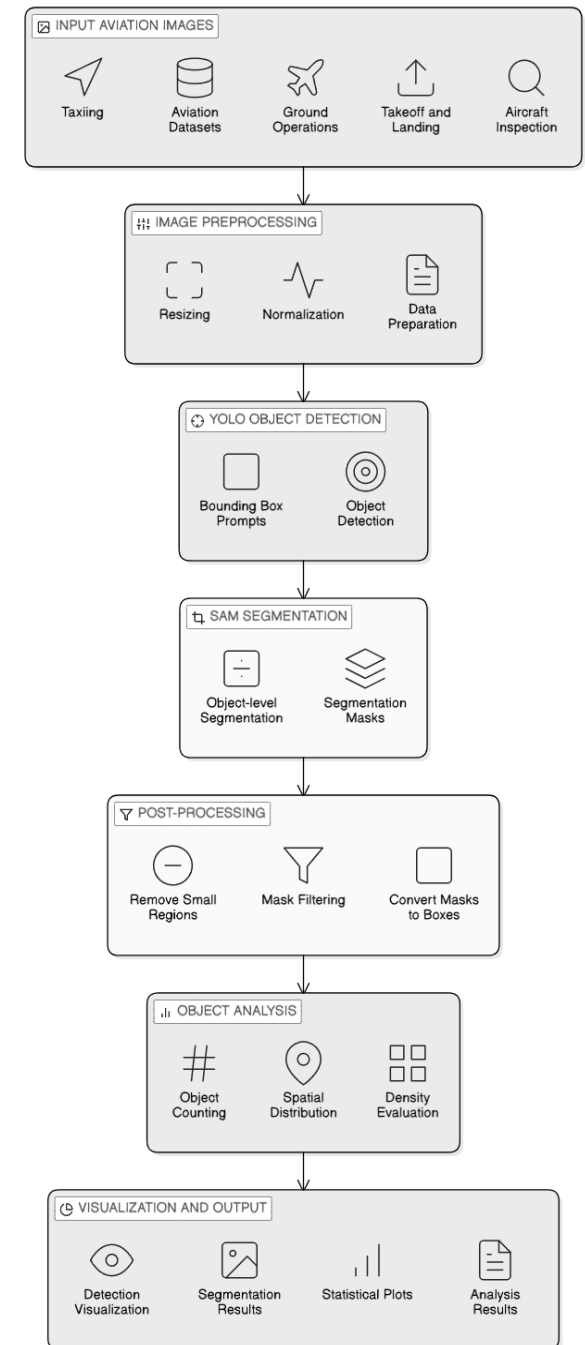 INPUT AVIATION IMAGES
Taxiing
Aviation
Datasets
Ground
Operations
Takeoff and
Landing
Aircraft
Inspection
IMAGE PREPROCESSING
Resizing
Normalization
Data
Preparation
YOLO OBJECT DETECTION
Bounding Box
Prompts
Object
Detection
SAM SEGMENTATION
Object-level
Segmentation
Segmentation
Masks
POST-PROCESSING
Remove Small
Regions
Mask Filtering
Convert Masks
to Boxes
OBJECT ANALYSIS
Object
Counting
Spatial
Distribution
Density
Evaluation
VISUALIZATION AND OUTPUT
Detection
Visualization
Segmentation
Results
Statistical Plots
Analysis
Results